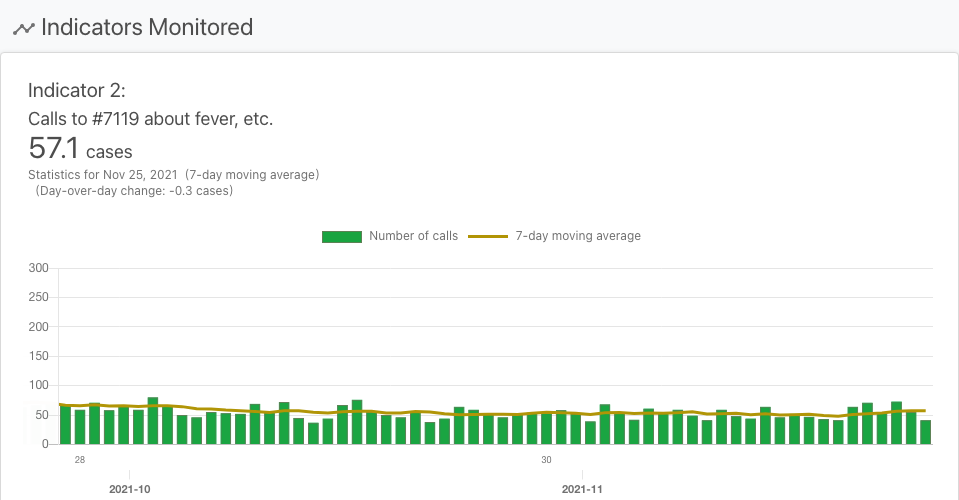 Indicators Monitored
Indicator 2:
Calls to #7119 about fever, etc.
57.1 cases
Statistics for Nov 25, 2021 (7-day moving average)
(Day-over-day change: -0.3 cases)
Number of calls 7-day moving average
300
250
200
150
100
50
0
28 30
2021-10 2021-11